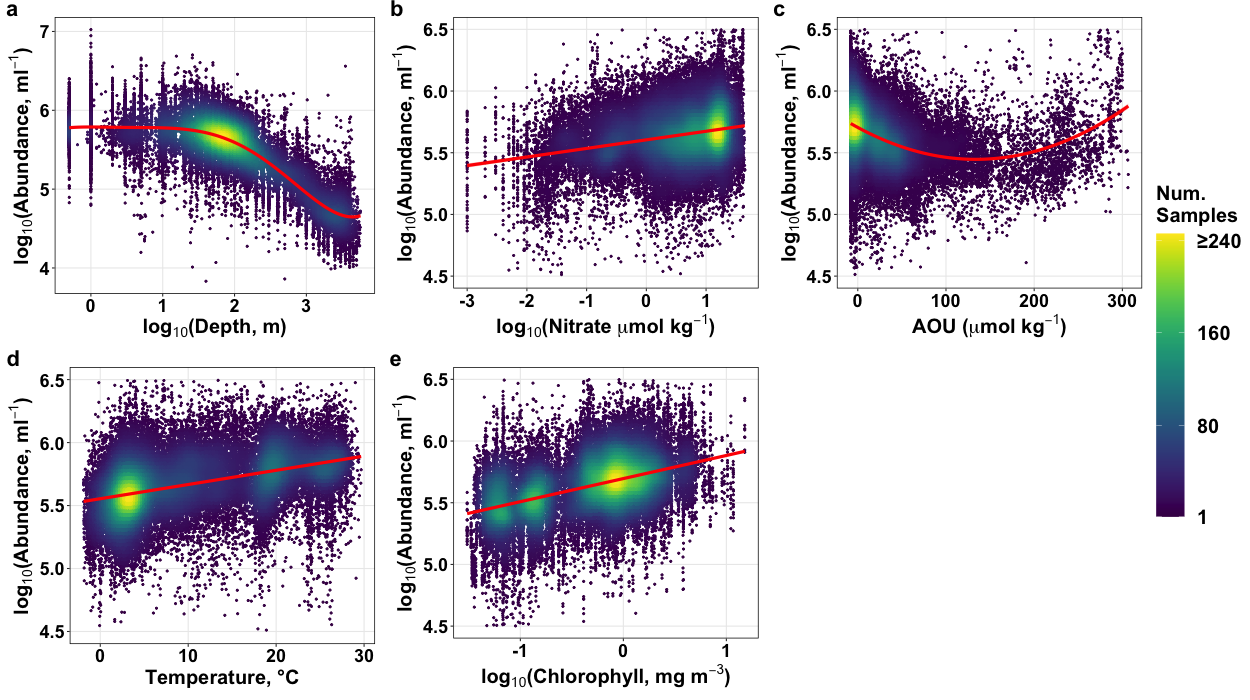 a
log₁₀(Abundance, ml⁻¹)
7
6
5
4
0
1
2
3
log₁₀(Depth, m)
b
log₁₀(Abundance, ml⁻¹)
6.5
6.0
5.5
5.0
4.5
-3
-2
-1
0
1
log₁₀(Nitrate μmol kg⁻¹)
c
log₁₀(Abundance, ml⁻¹)
6.5
6.0
5.5
5.0
4.5
0
100
200
300
AOU (μmol kg⁻¹)
Num.
Samples
≥240
160
80
1
d
log₁₀(Abundance, ml⁻¹)
6.5
6.0
5.5
5.0
4.5
0
10
20
30
Temperature, °C
e
log₁₀(Abundance, ml⁻¹)
6.5
6.0
5.5
5.0
4.5
-1
0
1
log₁₀(Chlorophyll, mg m⁻³)